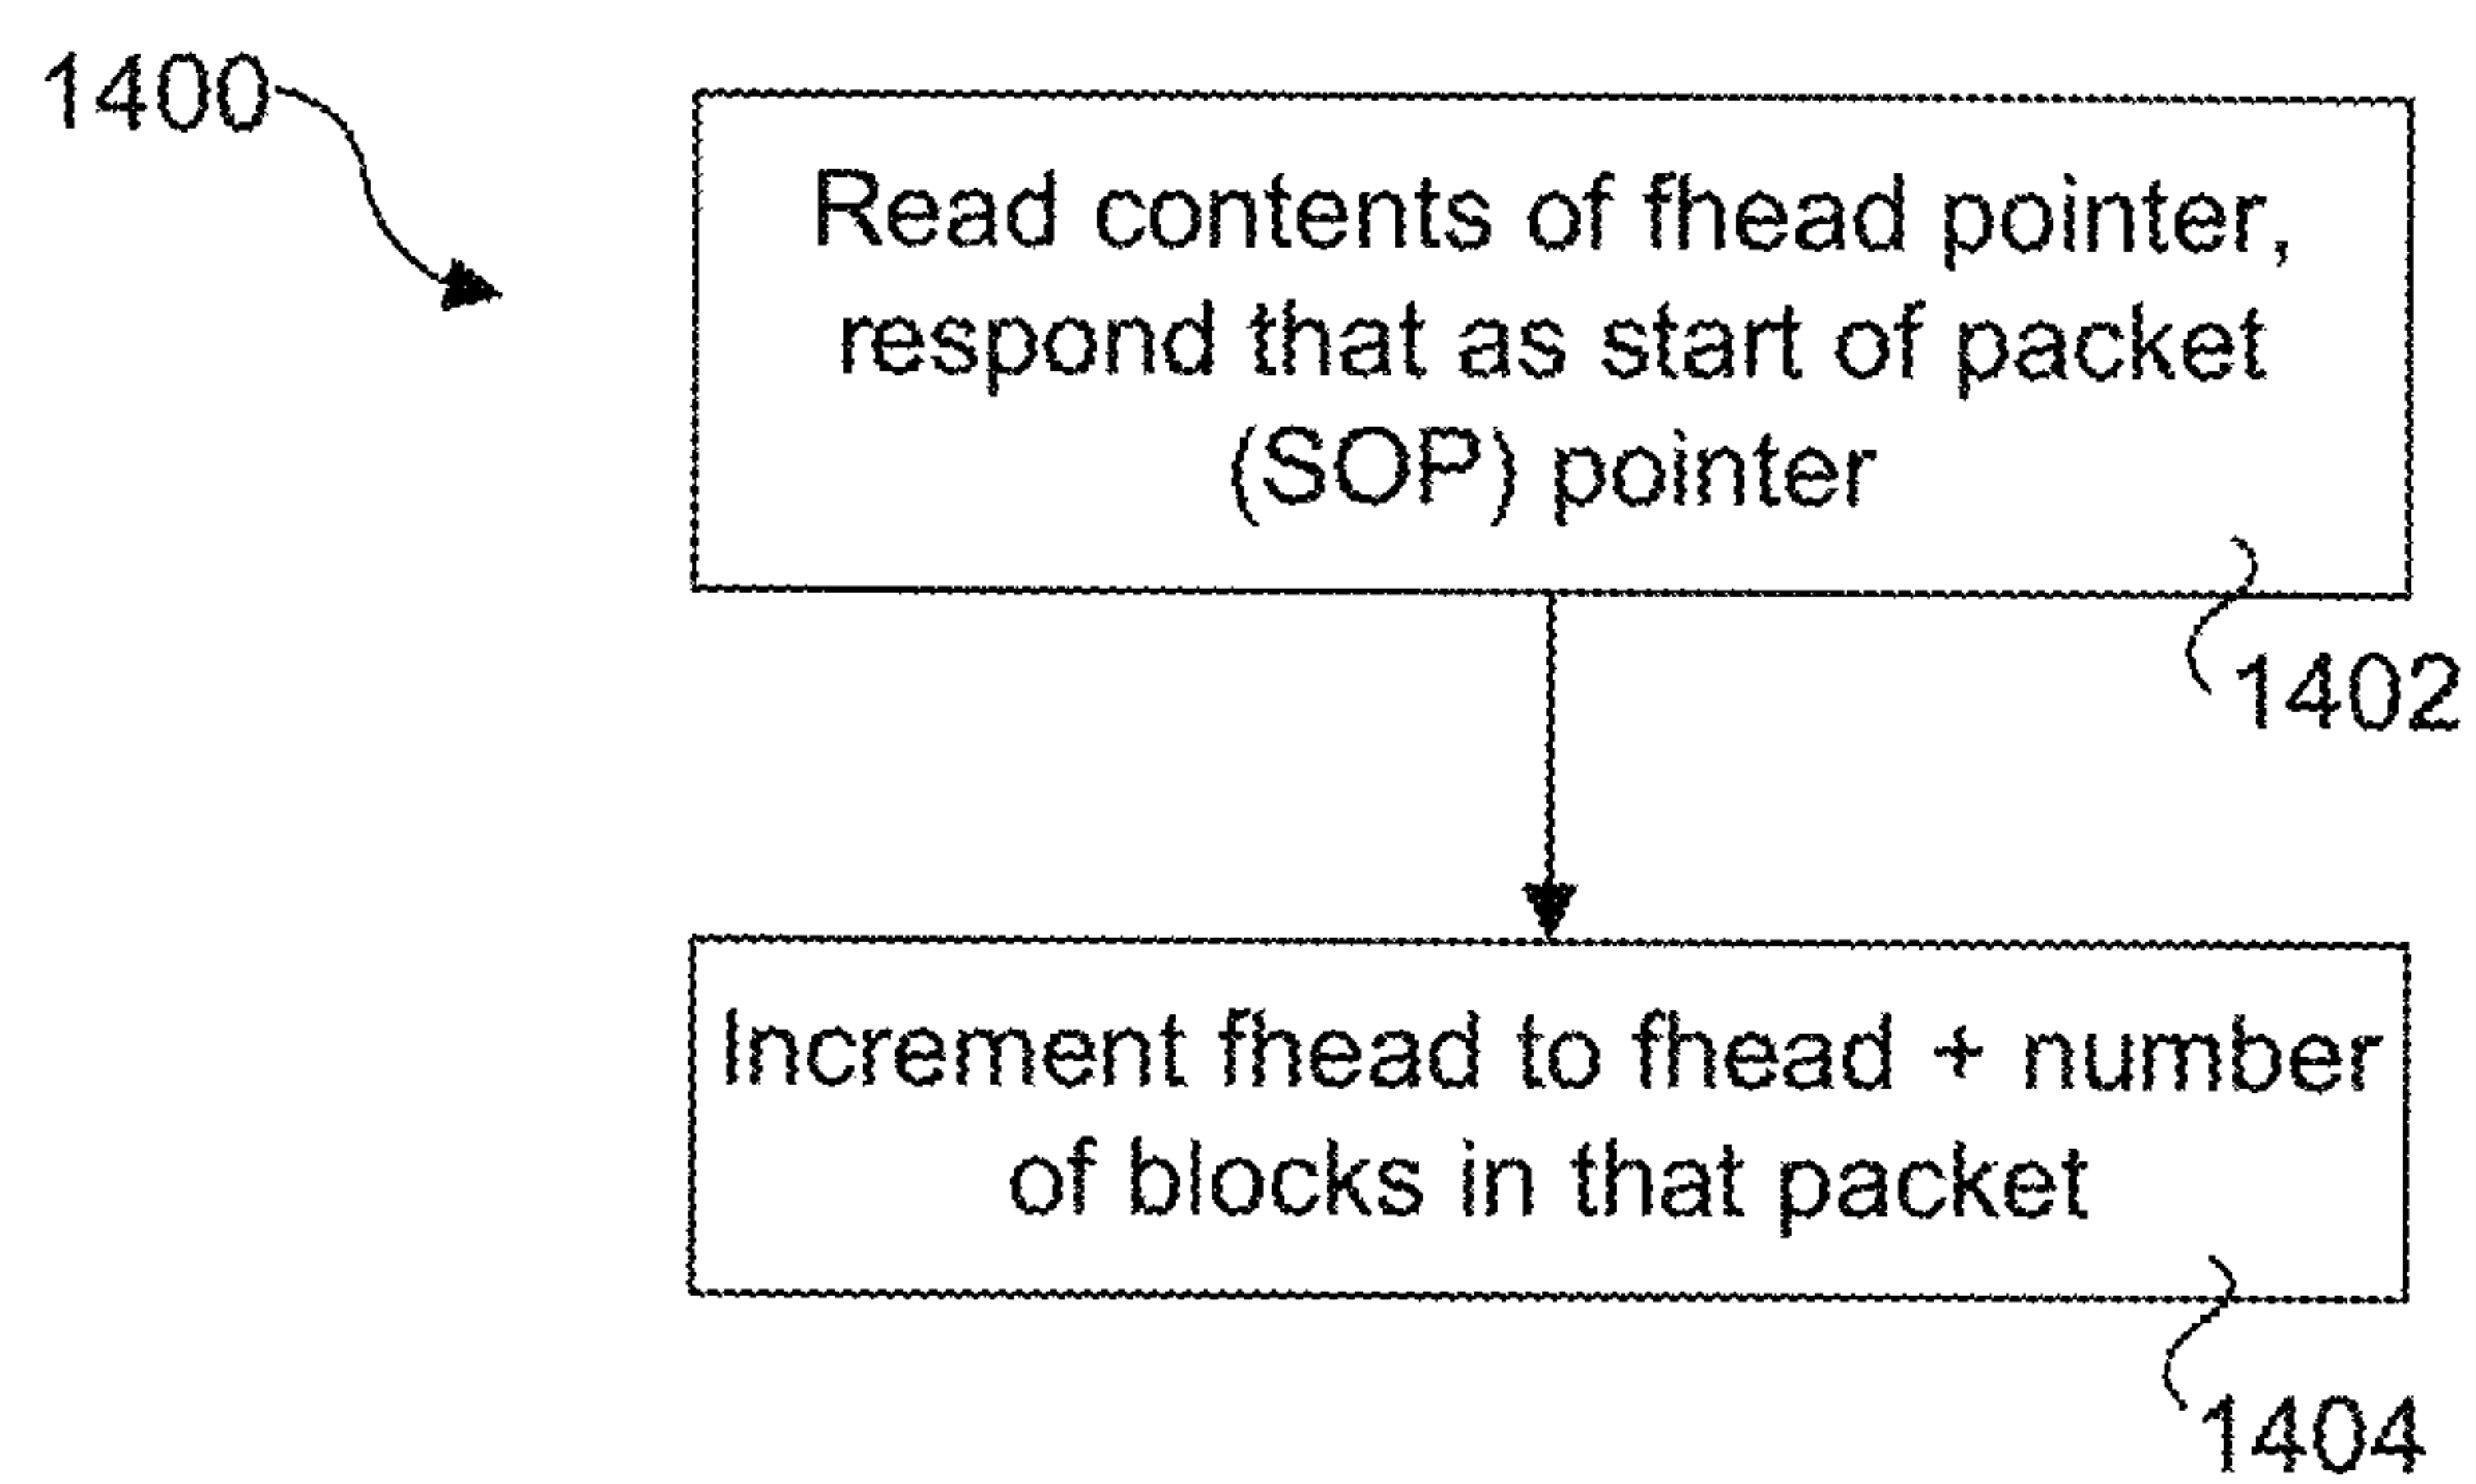 1400
Read contents of fhead pointer,
respond that as start of packet
(SOP) pointer
1402
Increment fhead to fhead + number
of blocks in that packet
1404